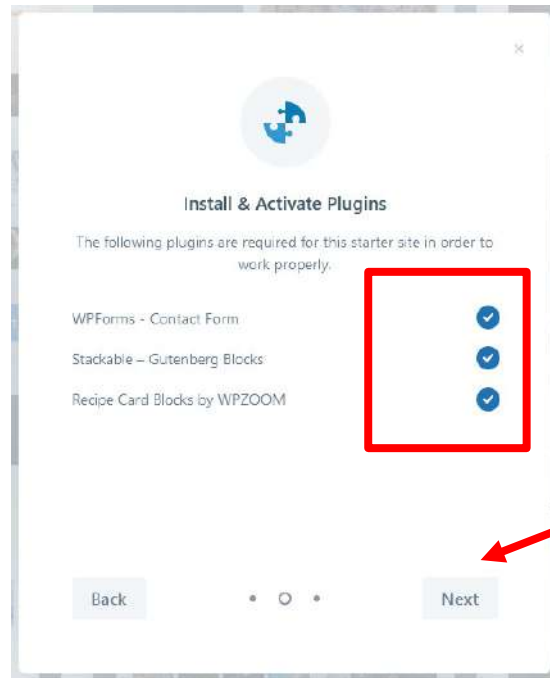 Install & Activate Plugins
The following plugins are required for this starter site in order to
work properly.
WPForms - Contact Form
Stackable – Gutenberg Blocks
Recipe Card Blocks by WPZOOM
Back
Next